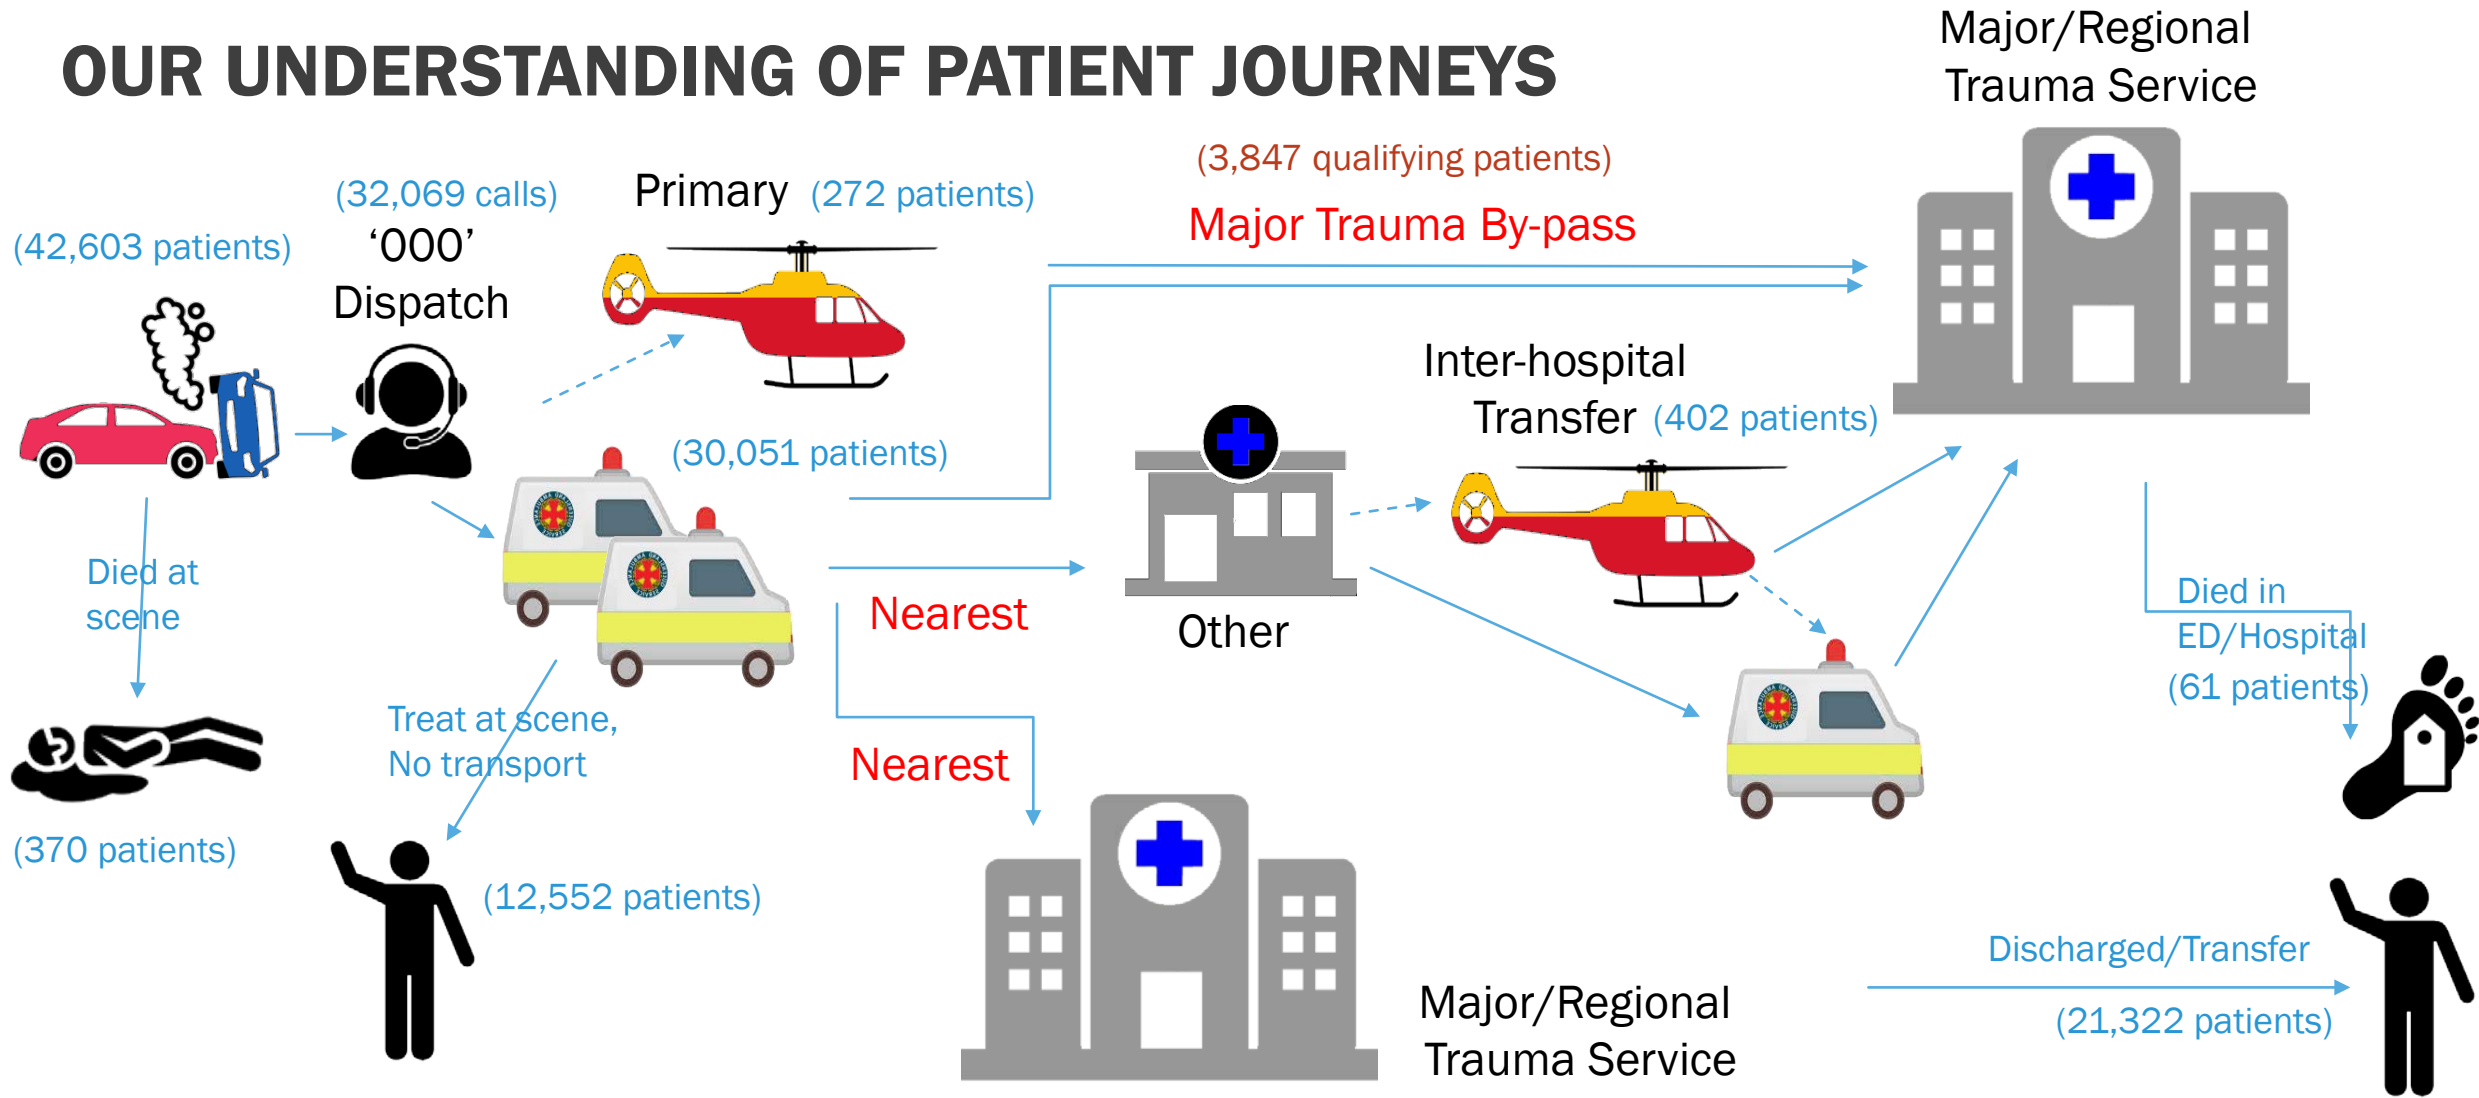 OUR UNDERSTANDING OF PATIENT JOURNEYS
Major/Regional
Trauma Service
(3,847 qualifying patients)
Major Trauma By-pass
(42,603 patients)
(32,069 calls)
‘000’
Dispatch
Primary (272 patients)
(30,051 patients)
Inter-hospital
Transfer (402 patients)
Died at
scene
(370 patients)
Treat at scene,
No transport
(12,552 patients)
Nearest
Other
Nearest
Major/Regional
Trauma Service
Died in
ED/Hospital
(61 patients)
Discharged/Transfer
(21,322 patients)